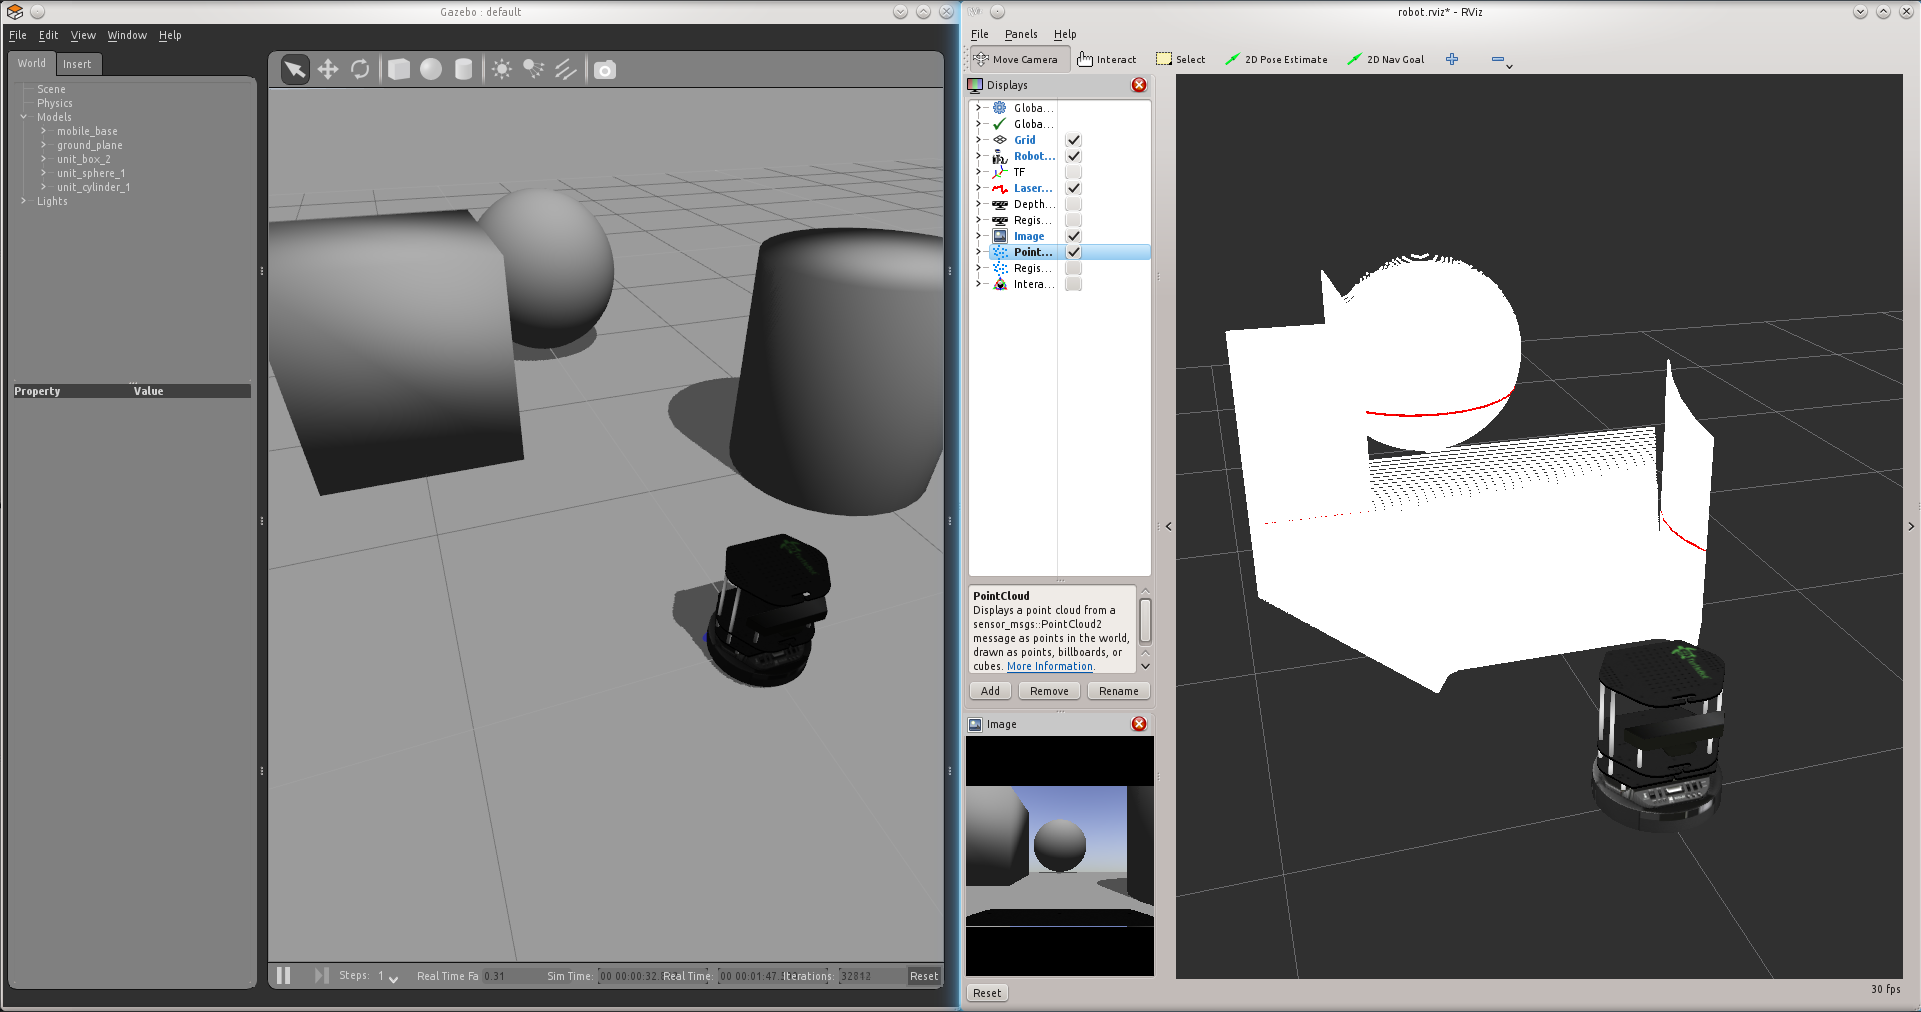 Gazebo : default
File Edit View Window Help
World Insert
Scene
Physics
Models
mobile_base
ground_plane
unit_box_2
unit_sphere_1
unit_cylinder_1
Lights
Property Value
Steps: 1 Real Time Fa 0.31 Sim Time: 00 00:00:32. Real Time: 00 00:01:47. Iterations: Reset
robot.rviz* - RViz
File Panels Help
Move Camera Interact Select 2D Pose Estimate 2D Nav Goal
Displays
Globa...
Globa...
Grid
Robot...
TF
Laser...
Depth...
Regis...
Image
Point...
Regis...
Intera...
PointCloud
Displays a point cloud from a
sensor_msgs::PointCloud2
message as points in the world,
drawn as points, billboards, or
cubes. More Information.
Add Remove Rename
Image
Reset
30 fps